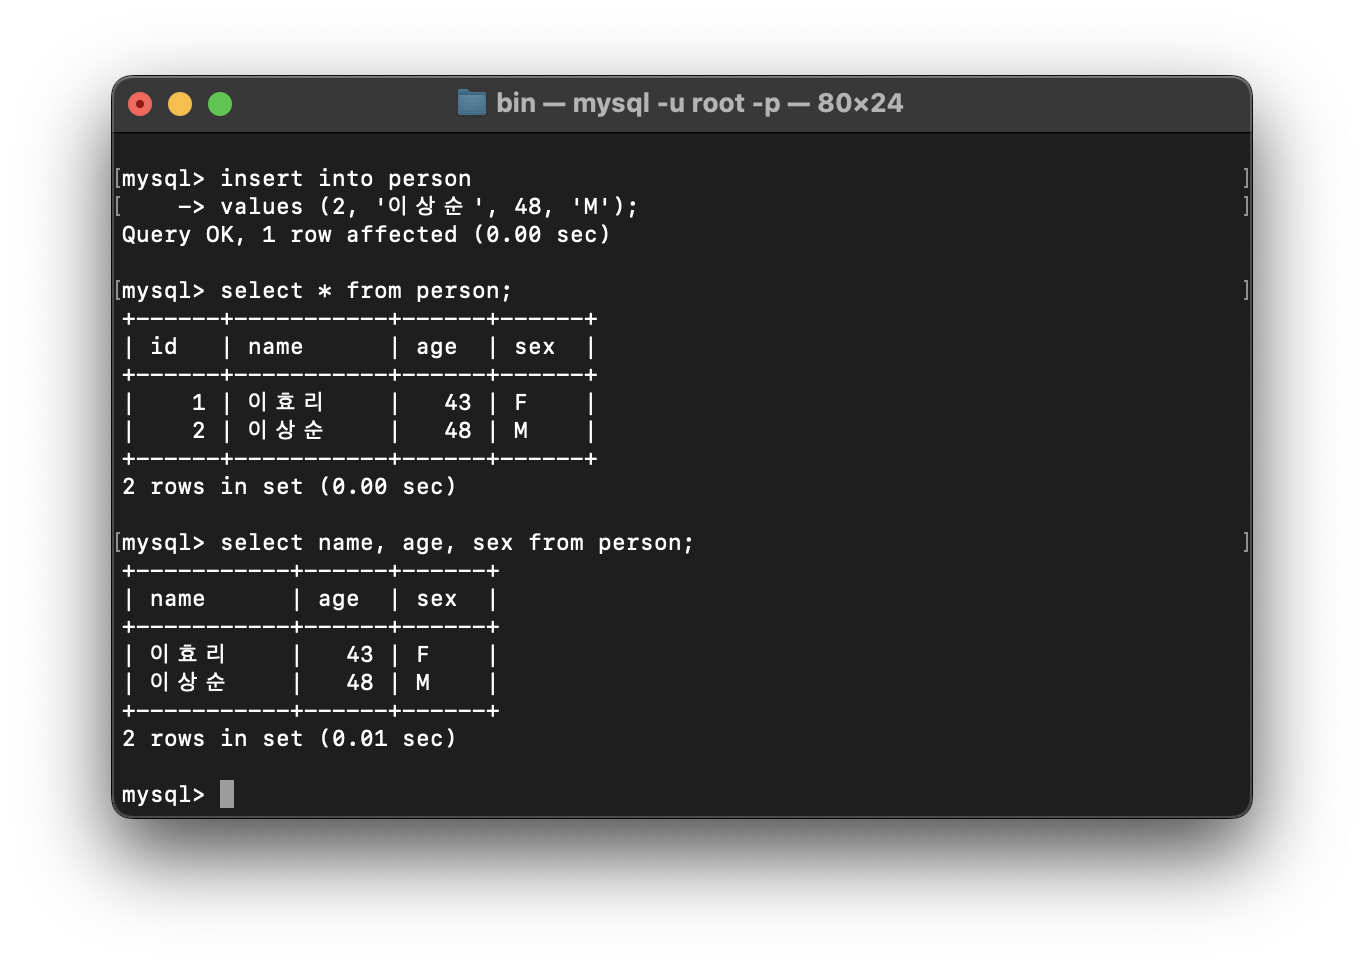 bin — mysql -u root -p — 80×24
mysql> insert into person
    -> values (2, '이상순', 48, 'M');
Query OK, 1 row affected (0.00 sec)
mysql> select * from person;
+------+-----------+------+------+
| id   | name      | age  | sex  |
+------+-----------+------+------+
|    1 | 이효리    |   43 | F    |
|    2 | 이상순    |   48 | M    |
+------+-----------+------+------+
2 rows in set (0.00 sec)
mysql> select name, age, sex from person;
+-----------+------+------+
| name      | age  | sex  |
+-----------+------+------+
| 이효리    |   43 | F    |
| 이상순    |   48 | M    |
+-----------+------+------+
2 rows in set (0.01 sec)
mysql>